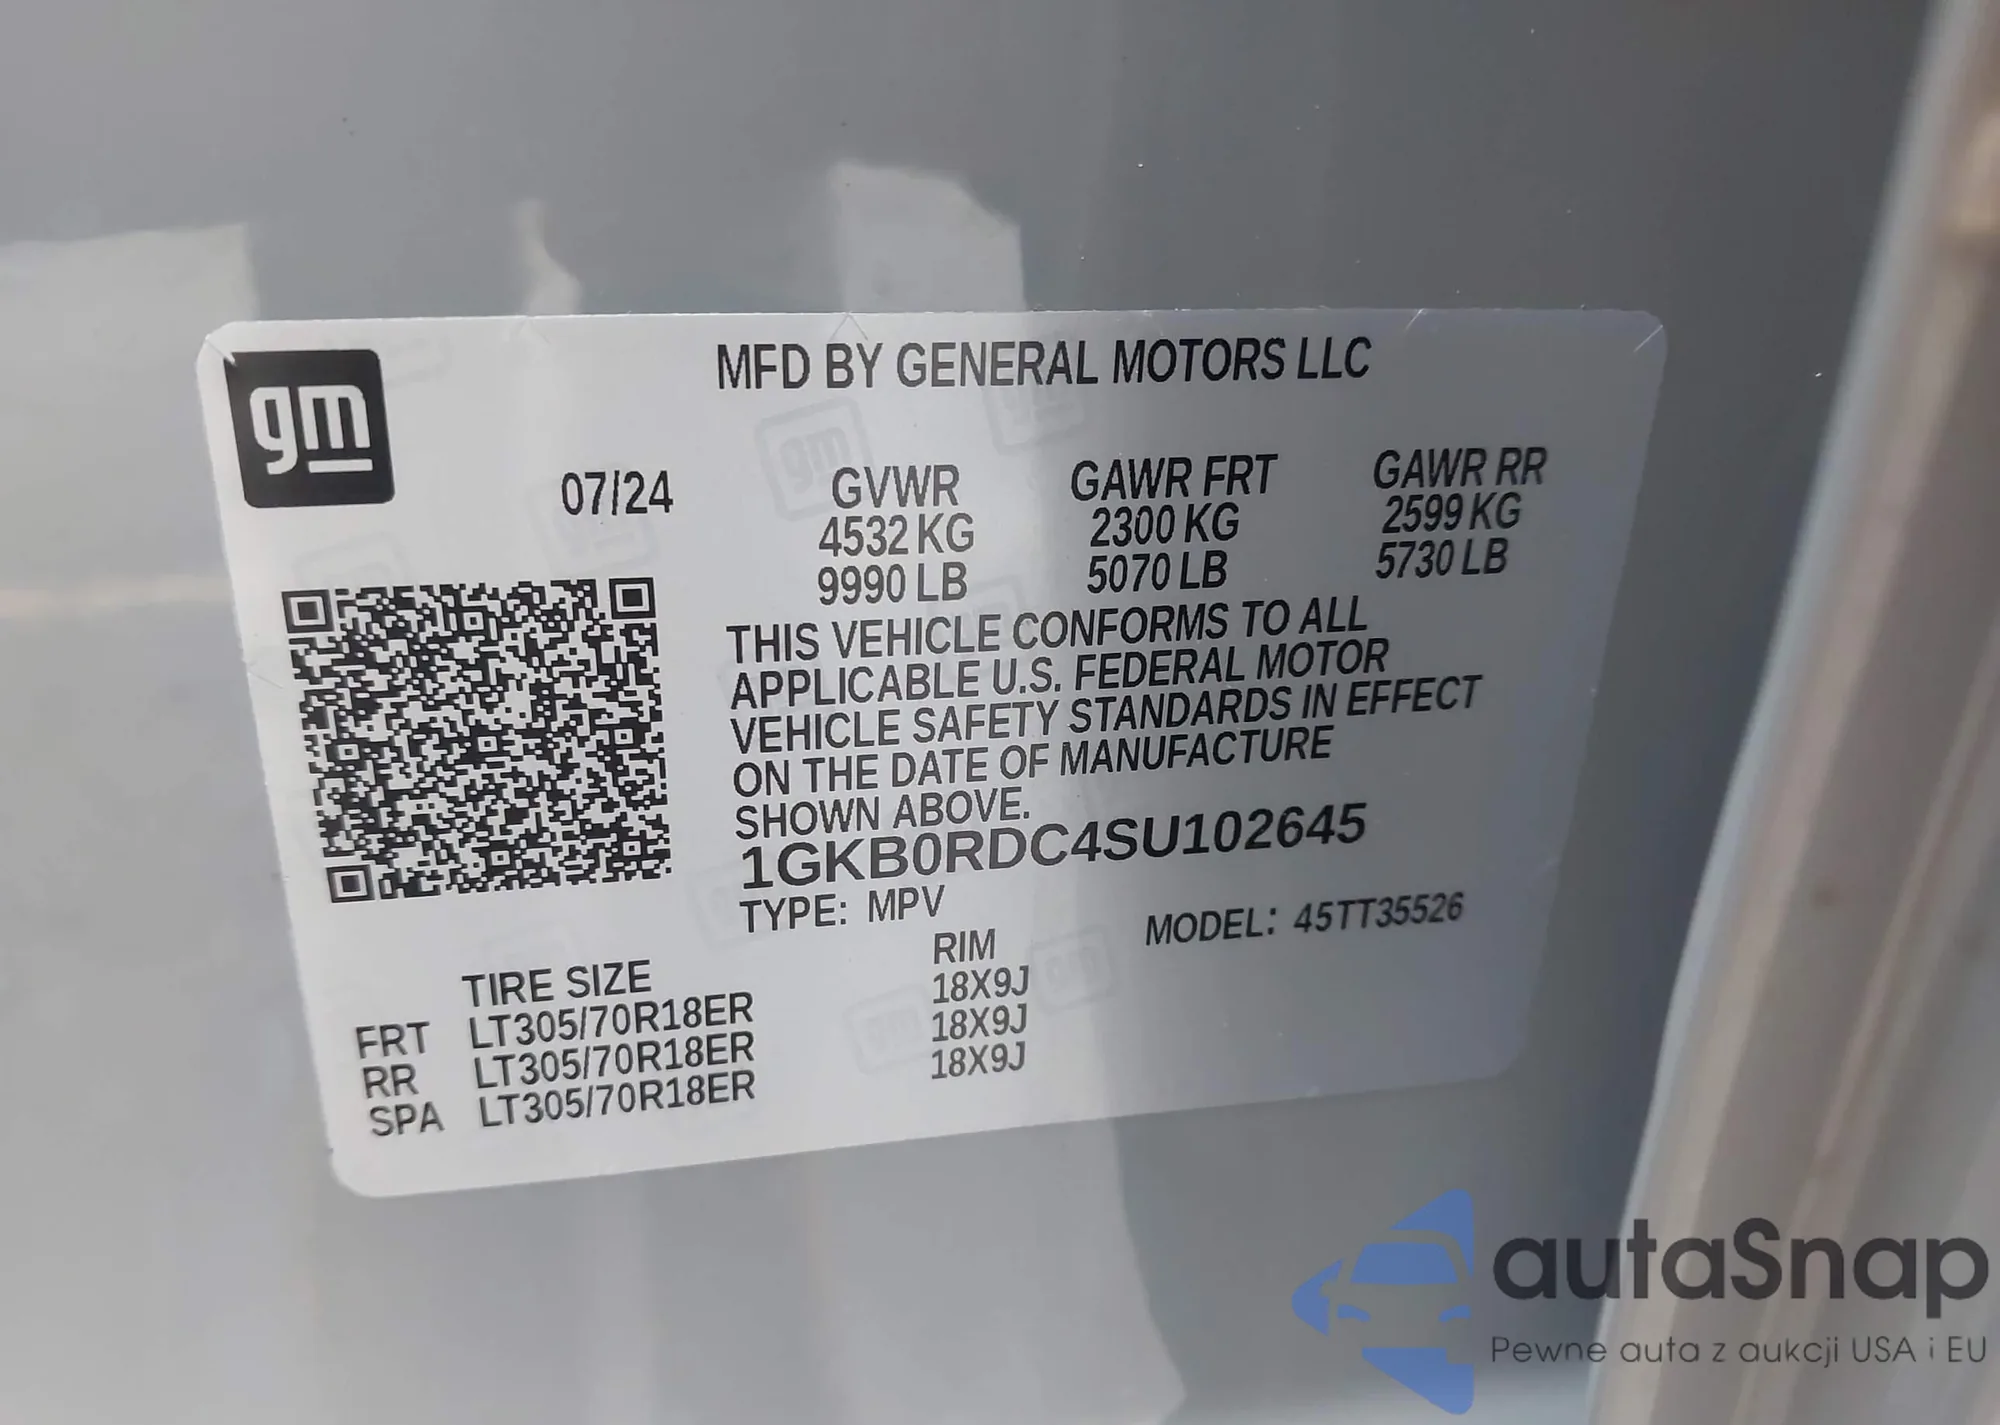 gm
MFD BY GENERAL MOTORS LLC
07/24
GVWR
4532 KG
9990 LB
GAWR FRT
2300 KG
5070 LB
GAWR RR
2599 KG
5730 LB
THIS VEHICLE CONFORMS TO ALL
APPLICABLE U.S. FEDERAL MOTOR
VEHICLE SAFETY STANDARDS IN EFFECT
ON THE DATE OF MANUFACTURE
SHOWN ABOVE.
1GKB0RDC4SU102645
TYPE: MPV
MODEL: 45TT35526
TIRE SIZE RIM
FRT LT305/70R18ER 18X9J
RR LT305/70R18ER 18X9J
SPA LT305/70R18ER 18X9J
autaSnap
Pewne auta z aukcji USA i EU